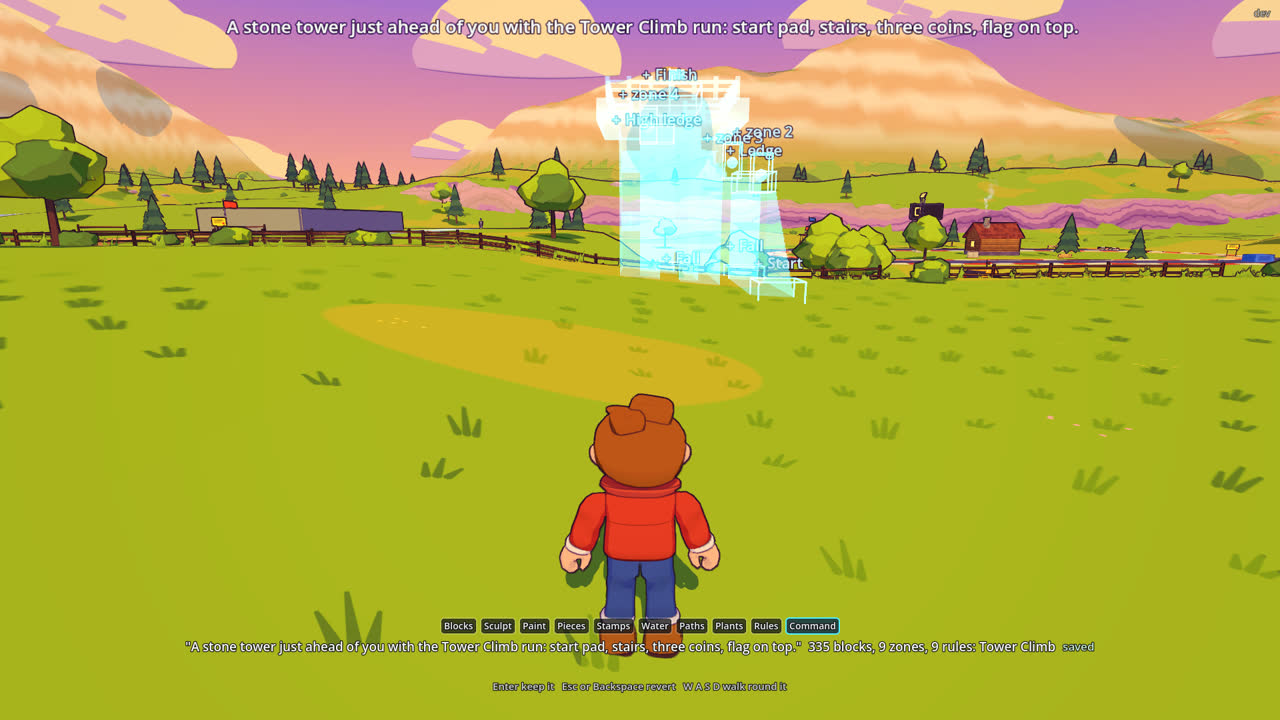 dev
A stone tower just ahead of you with the Tower Climb run: start pad, stairs, three coins, flag on top.
+ Finish
+ zone 4
+ High ledge
+ zone 2
+ zone 3
+ Ledge
+ Fall
+ Fall
+ Start
Blocks Sculpt Paint Pieces Stamps Water Paths Plants Rules Command
"A stone tower just ahead of you with the Tower Climb run: start pad, stairs, three coins, flag on top." 335 blocks, 9 zones, 9 rules: Tower Climb saved
Enter keep it Esc or Backspace revert W A S D walk round it